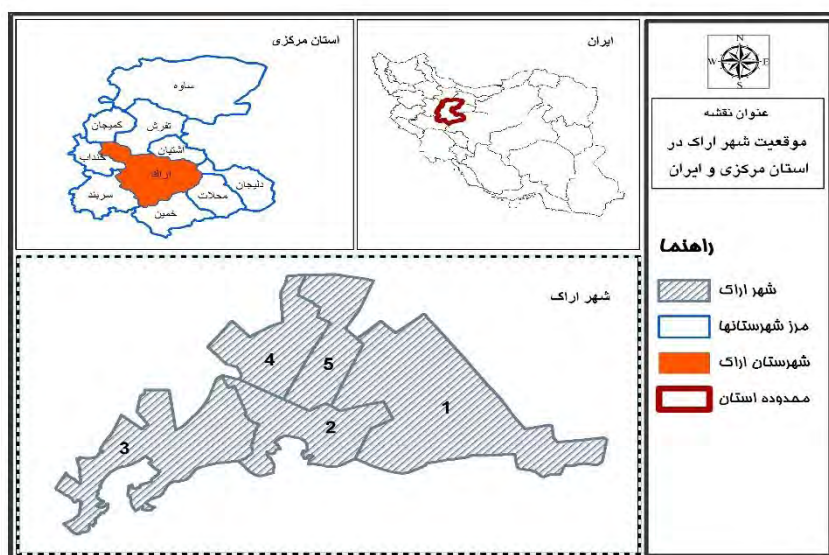 استان مرکزی
ساوه
کمیجان
تفرش
آشتیان
خنداب
اراک
دلیجان
سربند
محلات
خمین
ایران
N
W E
S
عنوان نقشه
موقعیت شهر اراک در
استان مرکزی و ایران
راهنما
شهر اراک
مرز شهرستانها
شهرستان اراک
محدوده استان
شهر اراک
4
5
1
2
3